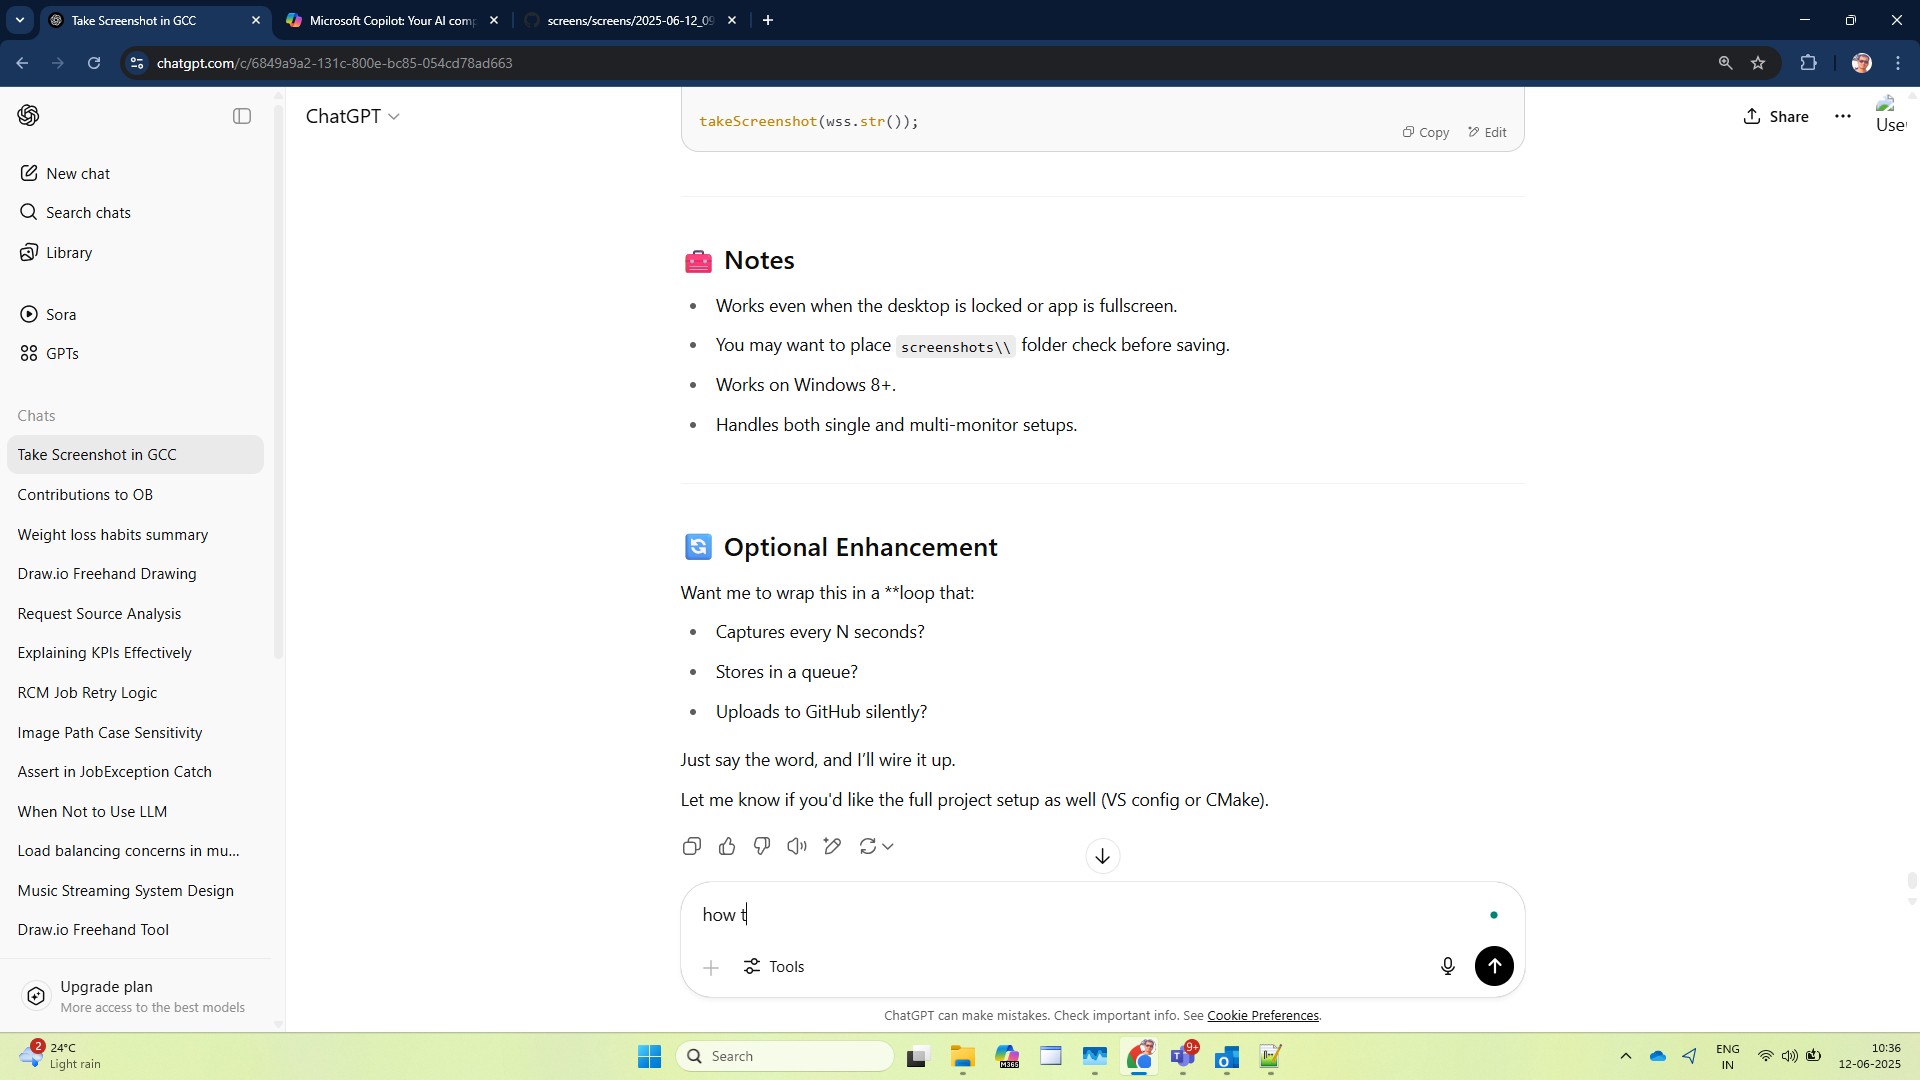 Take Screenshot in GCC
Microsoft Copilot: Your AI comp
screens/screens/2025-06-12_09
chatgpt.com/c/6849a9a2-131c-800e-bc85-054cd78ad663
ChatGPT
Share
User
New chat
Search chats
Library
Sora
GPTs
Chats
Take Screenshot in GCC
Contributions to OB
Weight loss habits summary
Draw.io Freehand Drawing
Request Source Analysis
Explaining KPIs Effectively
RCM Job Retry Logic
Image Path Case Sensitivity
Assert in JobException Catch
When Not to Use LLM
Load balancing concerns in mu...
Music Streaming System Design
Draw.io Freehand Tool
Upgrade plan
More access to the best models
takeScreenshot(wss.str());
Copy
Edit
Notes
Works even when the desktop is locked or app is fullscreen.
You may want to place screenshots\\ folder check before saving.
Works on Windows 8+.
Handles both single and multi-monitor setups.
Optional Enhancement
Want me to wrap this in a **loop that:
Captures every N seconds?
Stores in a queue?
Uploads to GitHub silently?
Just say the word, and I’ll wire it up.
Let me know if you'd like the full project setup as well (VS config or CMake).
how t
Tools
ChatGPT can make mistakes. Check important info. See Cookie Preferences.
2
24°C
Light rain
Search
M365
9+
ENG
IN
10:36
12-06-2025